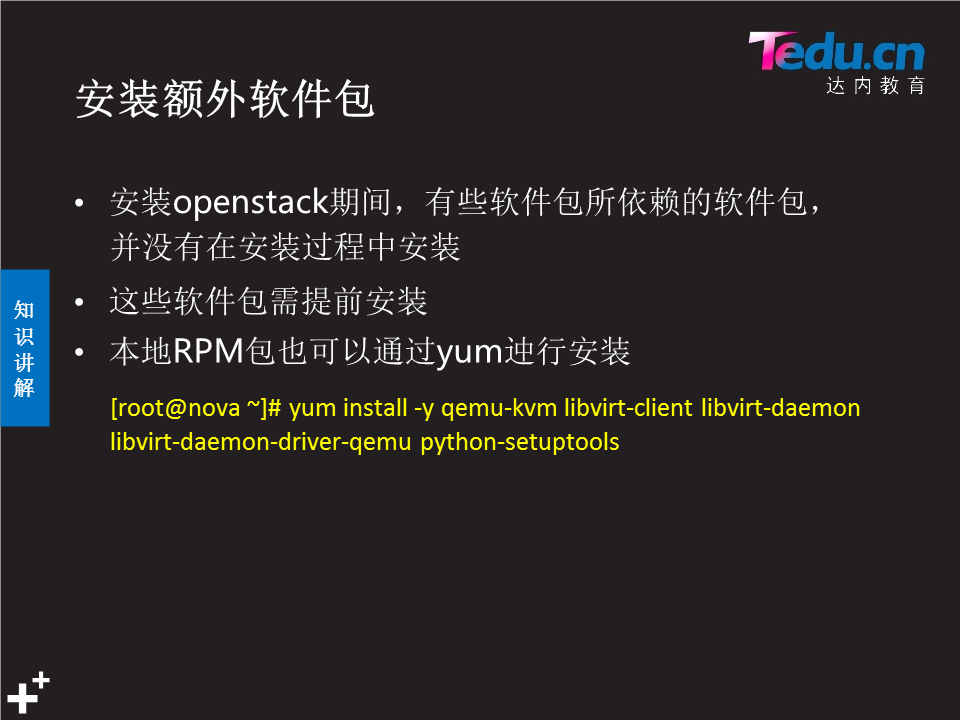 Tedu.cn
达内教育
安装额外软件包
• 安装openstack期间，有些软件包所依赖的软件包，
并没有在安装过程中安装
• 这些软件包需提前安装
• 本地RPM包也可以通过yum迚行安装
[root@nova ~]# yum install -y qemu-kvm libvirt-client libvirt-daemon
libvirt-daemon-driver-qemu python-setuptools
知
识
讲
解